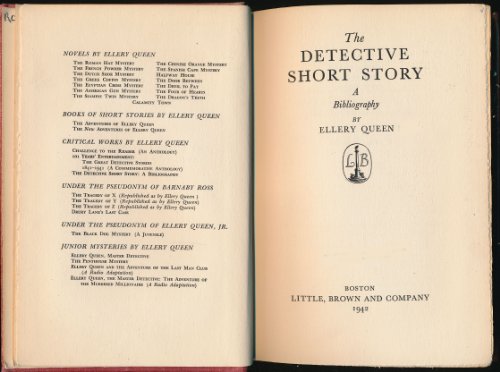 NOVELS BY ELLERY QUEEN
THE ROMAN HAT MYSTERY
THE FRENCH POWDER MYSTERY
THE DUTCH SHOE MYSTERY
THE GREEK COFFIN MYSTERY
THE EGYPTIAN CROSS MYSTERY
THE AMERICAN GUN MYSTERY
THE SIAMESE TWIN MYSTERY
THE CHINESE ORANGE MYSTERY
THE SPANISH CAPE MYSTERY
HALFWAY HOUSE
THE DOOR BETWEEN
THE DEVIL TO PAY
THE FOUR OF HEARTS
THE DRAGON'S TEETH
CALAMITY TOWN
BOOKS OF SHORT STORIES BY ELLERY QUEEN
THE ADVENTURES OF ELLERY QUEEN
THE NEW ADVENTURES OF ELLERY QUEEN
CRITICAL WORKS BY ELLERY QUEEN
CHALLENGE TO THE READER (AN ANTHOLOGY)
101 YEARS' ENTERTAINMENT:
THE GREAT DETECTIVE STORIES
1841–1941 (A COMMEMORATIVE ANTHOLOGY)
THE DETECTIVE SHORT STORY: A BIBLIOGRAPHY
UNDER THE PSEUDONYM OF BARNABY ROSS
THE TRAGEDY OF X (Republished as by Ellery Queen)
THE TRAGEDY OF Y (Republished as by Ellery Queen)
THE TRAGEDY OF Z (Republished as by Ellery Queen)
DRURY LANE'S LAST CASE
UNDER THE PSEUDONYM OF ELLERY QUEEN, JR.
THE BLACK DOG MYSTERY (A JUVENILE)
JUNIOR MYSTERIES BY ELLERY QUEEN
ELLERY QUEEN, MASTER DETECTIVE
THE PENTHOUSE MYSTERY
ELLERY QUEEN AND THE ADVENTURE OF THE LAST MAN CLUB
(A Radio Adaptation)
ELLERY QUEEN, THE MASTER DETECTIVE: THE ADVENTURE OF
THE MURDERED MILLIONAIRE (A Radio Adaptation)
The
DETECTIVE
SHORT STORY
A
Bibliography
BY
ELLERY QUEEN
L B
BOSTON
LITTLE, BROWN AND COMPANY
1942